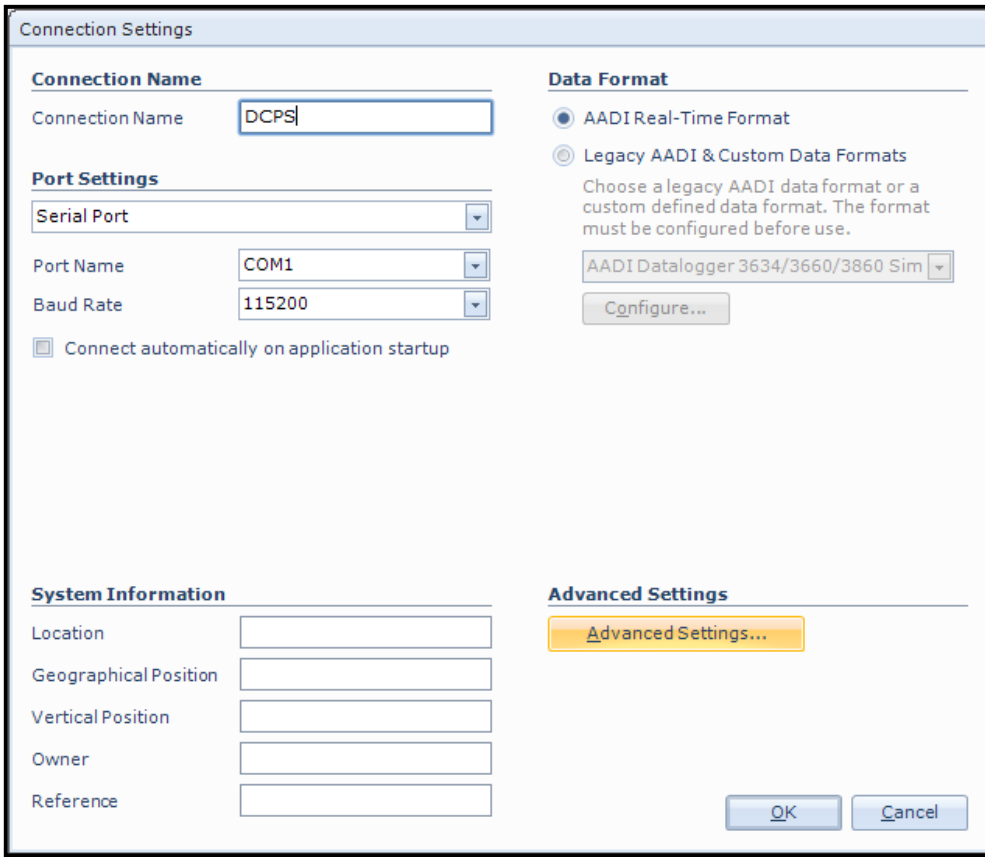 Connection Settings
Connection Name
Connection Name DCPS
Port Settings
Serial Port
Port Name COM1
Baud Rate 115200
Connect automatically on application startup
Data Format
AADI Real-Time Format
Legacy AADI & Custom Data Formats
Choose a legacy AADI data format or a
custom defined data format. The format
must be configured before use.
AADI Datalogger 3634/3660/3860 Sim
Configure...
System Information
Location
Geographical Position
Vertical Position
Owner
Reference
Advanced Settings
Advanced Settings...
OK Cancel